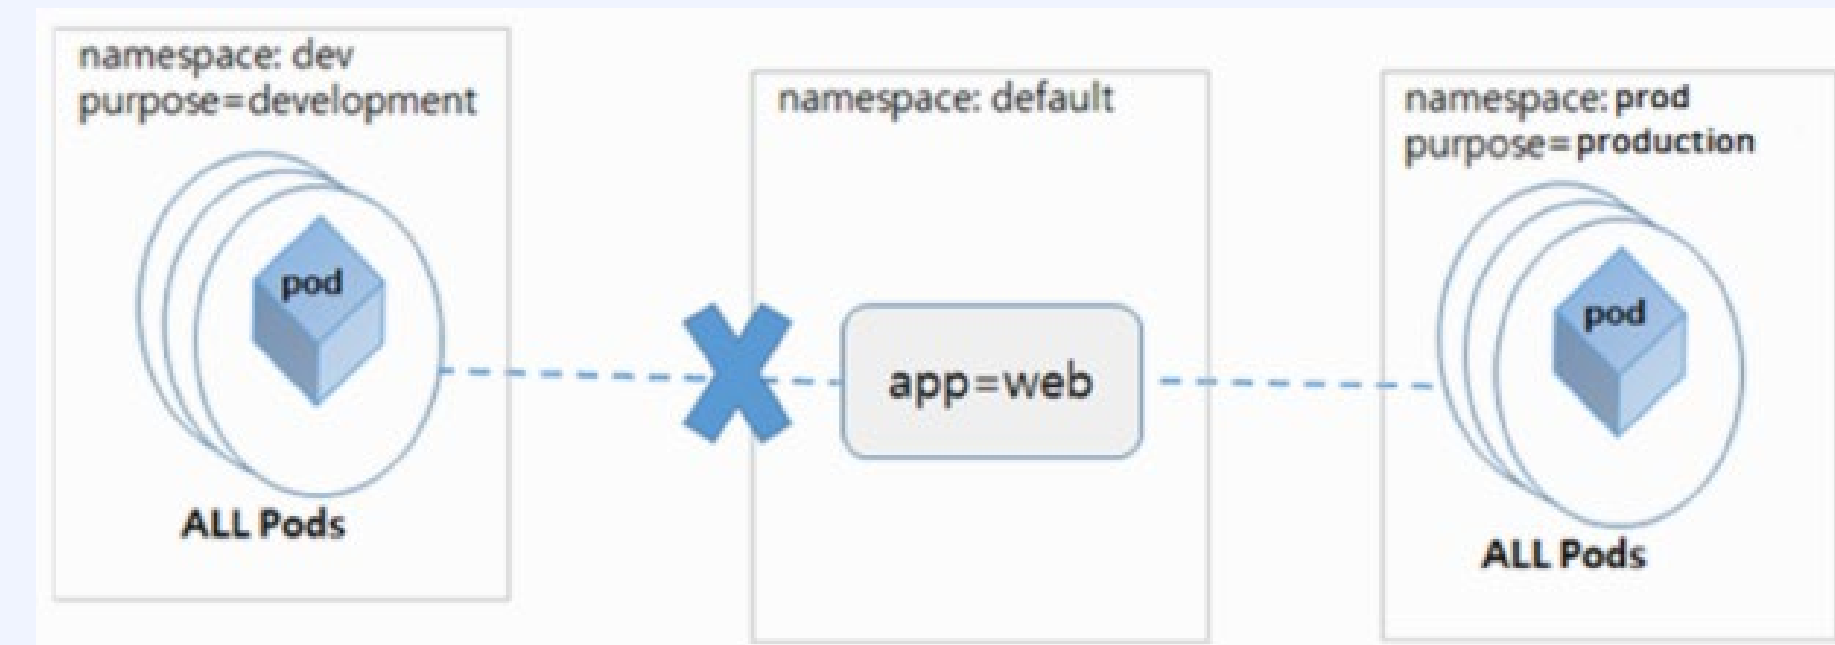 namespace: dev
purpose=development
pod
ALL Pods
namespace: default
app=web
namespace: prod
purpose=production
pod
ALL Pods